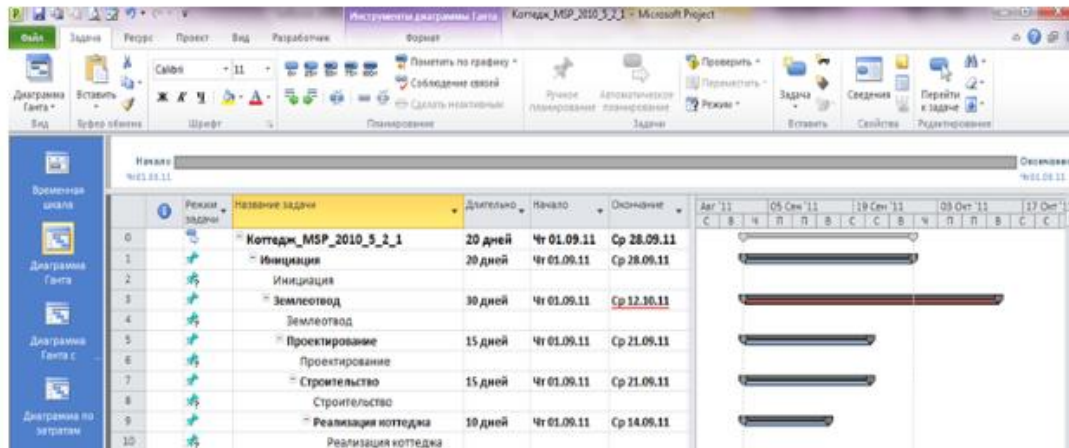 Инструменты диаграммы Ганта
Коттедж_MSP_2010_5_2_1 - Microsoft Project
Файл
Задача
Ресурс
Проект
Вид
Разработчик
Формат
Диаграмма Ганта
Вставить
Calibri
11
Ж К Ч
Пометить по графику
Соблюдение связей
Сделать неактивным
Ручное планирование
Автоматическое планирование
Проверить
Переместить
Режим
Задача
Сведения
Перейти к задаче
Вид
Буфер обмена
Шрифт
Планирование
Задачи
Вставить
Свойства
Редактирование
Временная шкала
Диаграмма Ганта
Диаграмма Ганта с
Диаграмма по затратам
Начало
Чт 01.09.11
Окончание
Режим задачи
Название задачи
Длительно
Начало
Окончание
Авг '11
05 Сен '11
19 Сен '11
03 Окт '11
17 Окт '1
С В Ч П П В С С В Ч П П В С С
0 Коттедж_MSP_2010_5_2_1 20 дней Чт 01.09.11 Ср 28.09.11
1 Инициация 20 дней Чт 01.09.11 Ср 28.09.11
2 Инициация
3 Землеотвод 30 дней Чт 01.09.11 Ср 12.10.11
4 Землеотвод
5 Проектирование 15 дней Чт 01.09.11 Ср 21.09.11
6 Проектирование
7 Строительство 15 дней Чт 01.09.11 Ср 21.09.11
8 Строительство
9 Реализация коттеджа 10 дней Чт 01.09.11 Ср 14.09.11
10 Реализация коттеджа